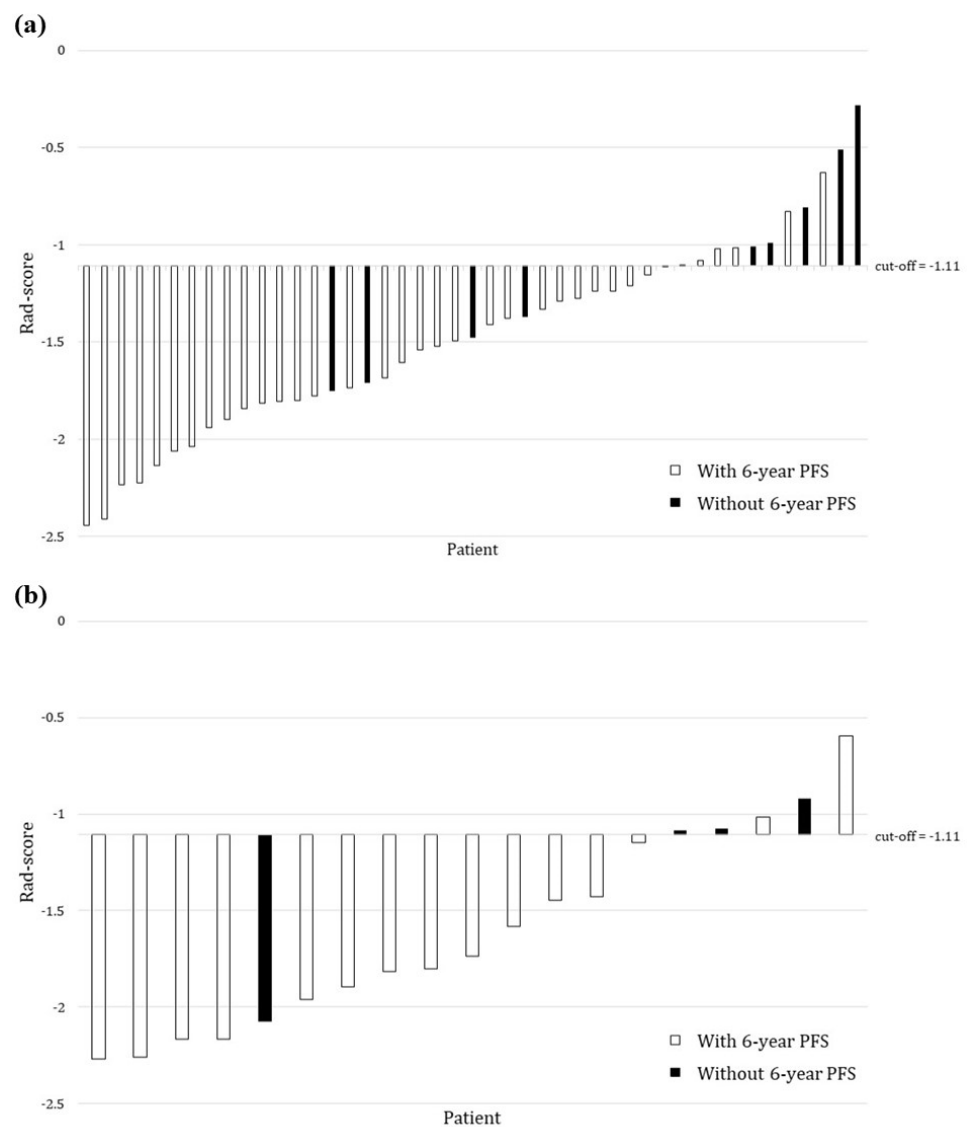 (a)
0
-0.5
-1
cut-off = -1.11
Rad-score
-1.5
-2
With 6-year PFS
Without 6-year PFS
-2.5
Patient
(b)
0
-0.5
-1
cut-off = -1.11
Rad-score
-1.5
-2
With 6-year PFS
Without 6-year PFS
-2.5
Patient